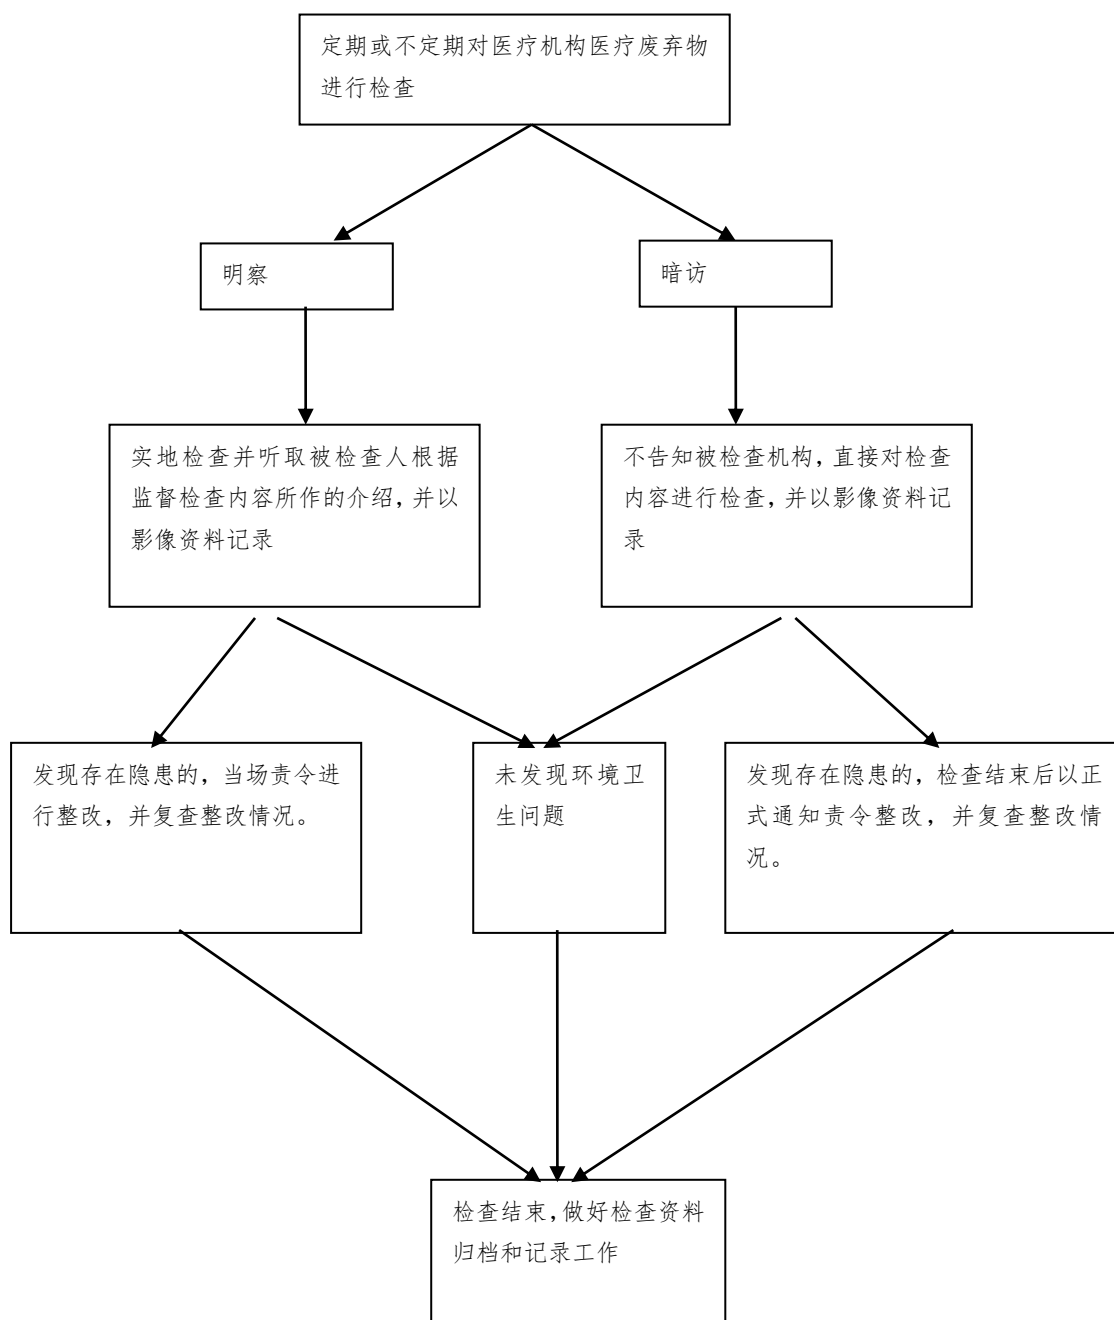 定期或不定期对医疗机构医疗废弃物
进行检查
明察
暗访
实地检查并听取被检查人根据
监督检查内容所作的介绍，并以
影像资料记录
不告知被检查机构，直接对检查
内容进行检查，并以影像资料记
录
发现存在隐患的，当场责令进
行整改，并复查整改情况。
未发现环境卫
生问题
发现存在隐患的，检查结束后以正
式通知责令整改，并复查整改情
况。
检查结束，做好检查资料
归档和记录工作